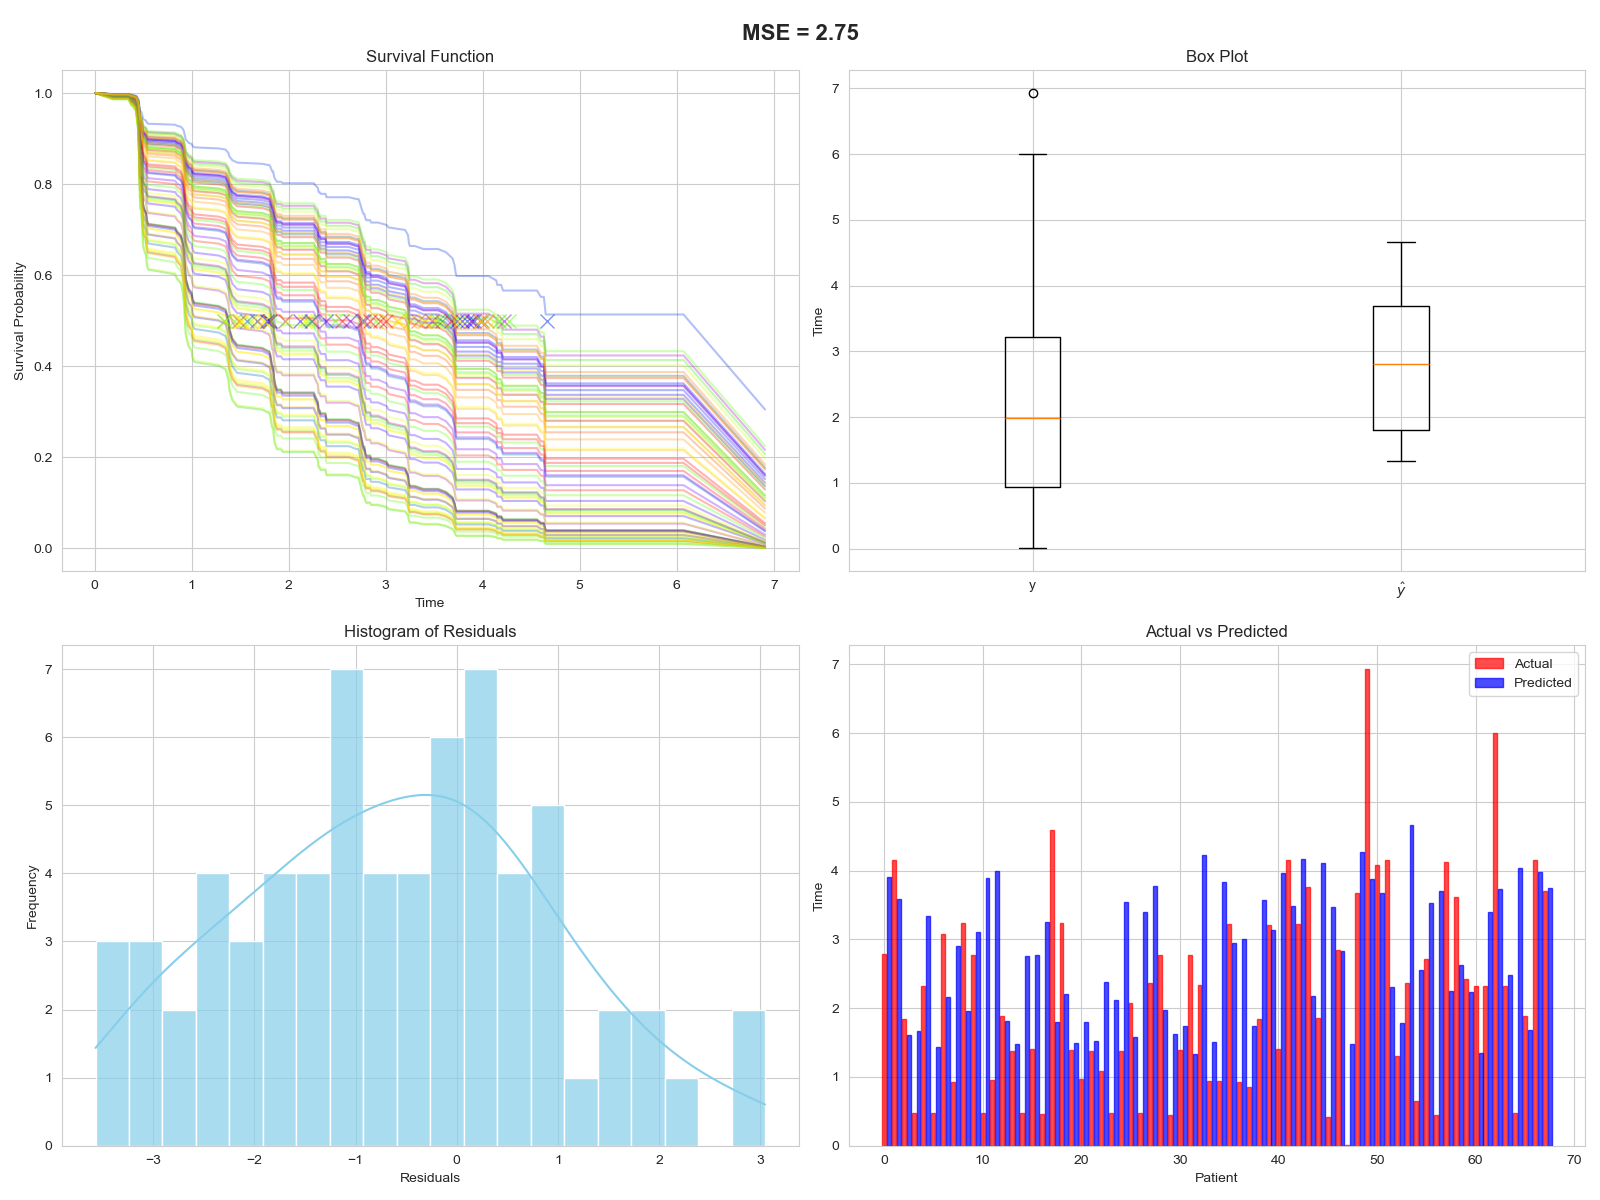 MSE = 2.75
Survival Function
Survival Probability
1.0
0.8
0.6
0.4
0.2
0.0
0 1 2 3 4 5 6 7
Time
Box Plot
Time
7
6
5
4
3
2
1
0
y ŷ
Histogram of Residuals
Frequency
7
6
5
4
3
2
1
0
−3 −2 −1 0 1 2 3
Residuals
Actual vs Predicted
Actual
Predicted
Time
7
6
5
4
3
2
1
0
0 10 20 30 40 50 60 70
Patient